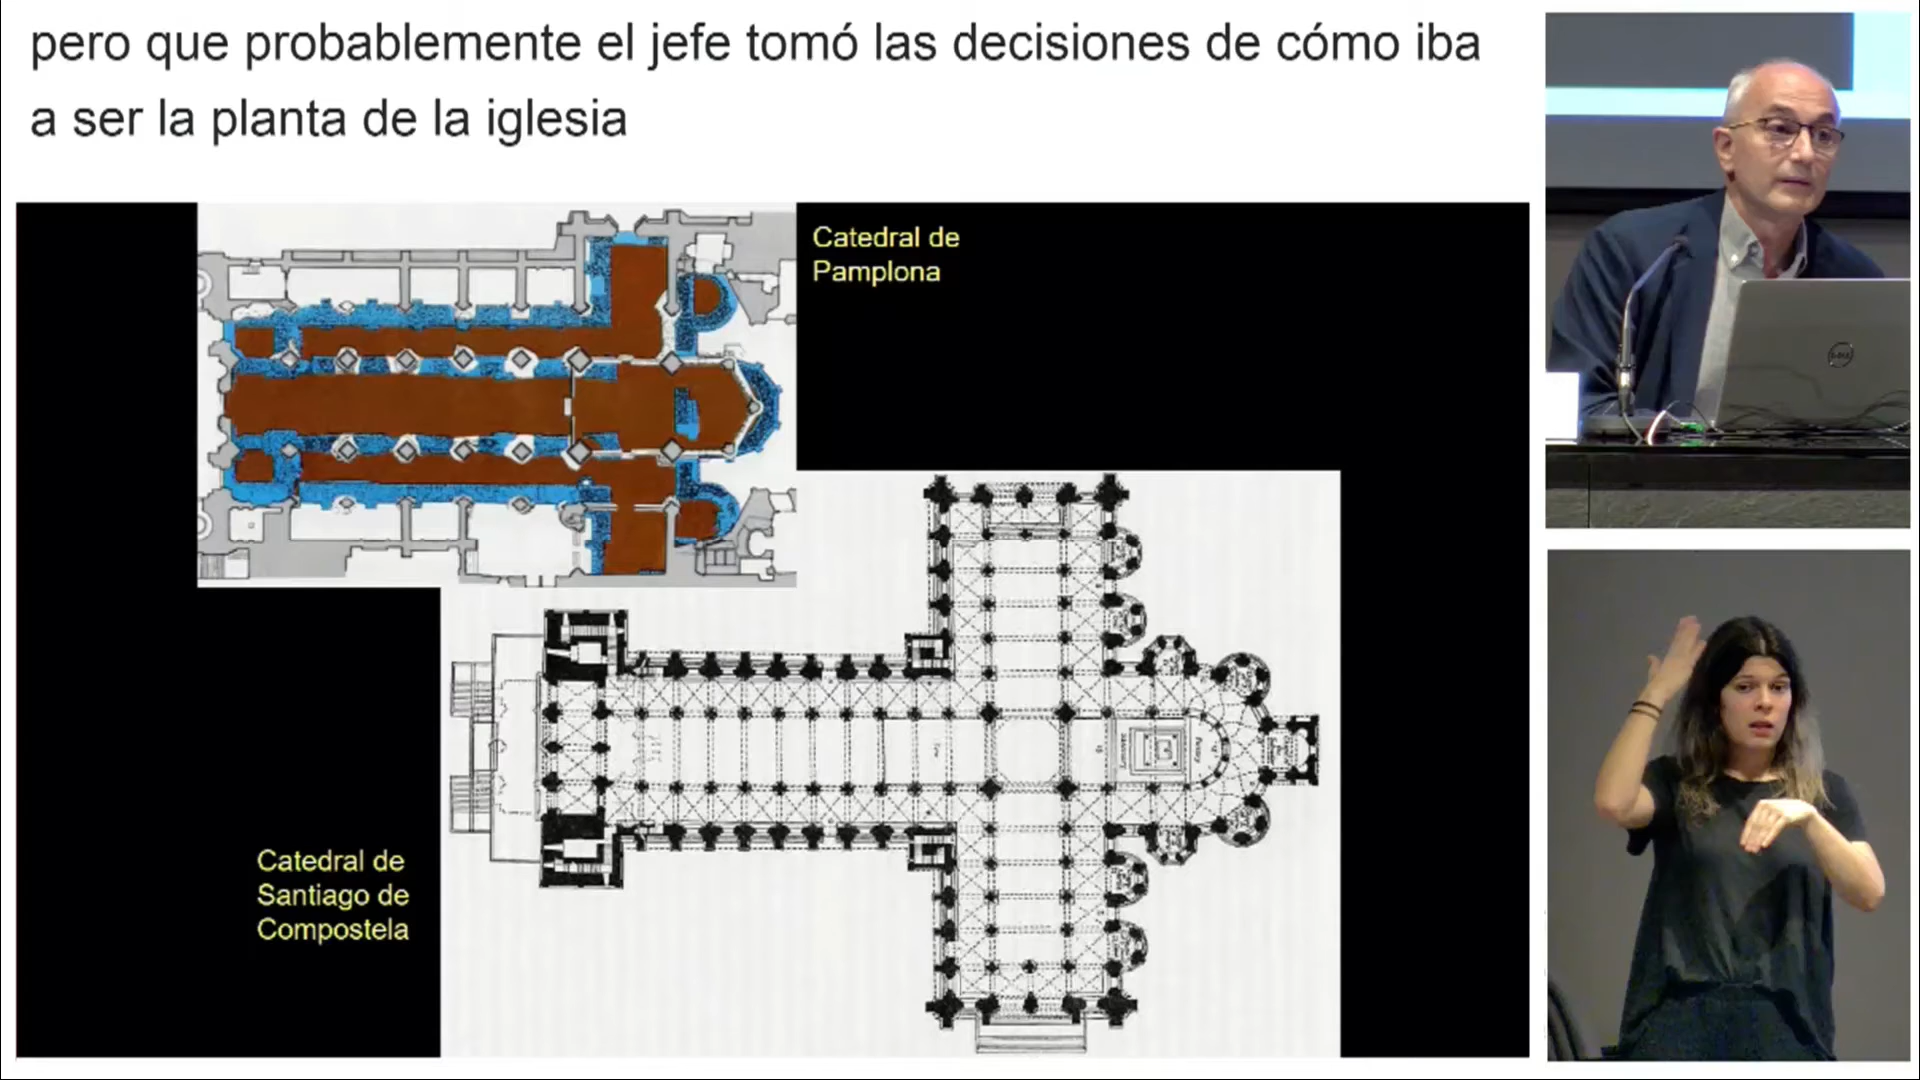 pero que probablemente el jefe tomó las decisiones de cómo iba
a ser la planta de la iglesia
Catedral de
Pamplona
Catedral de
Santiago de
Compostela
DELL